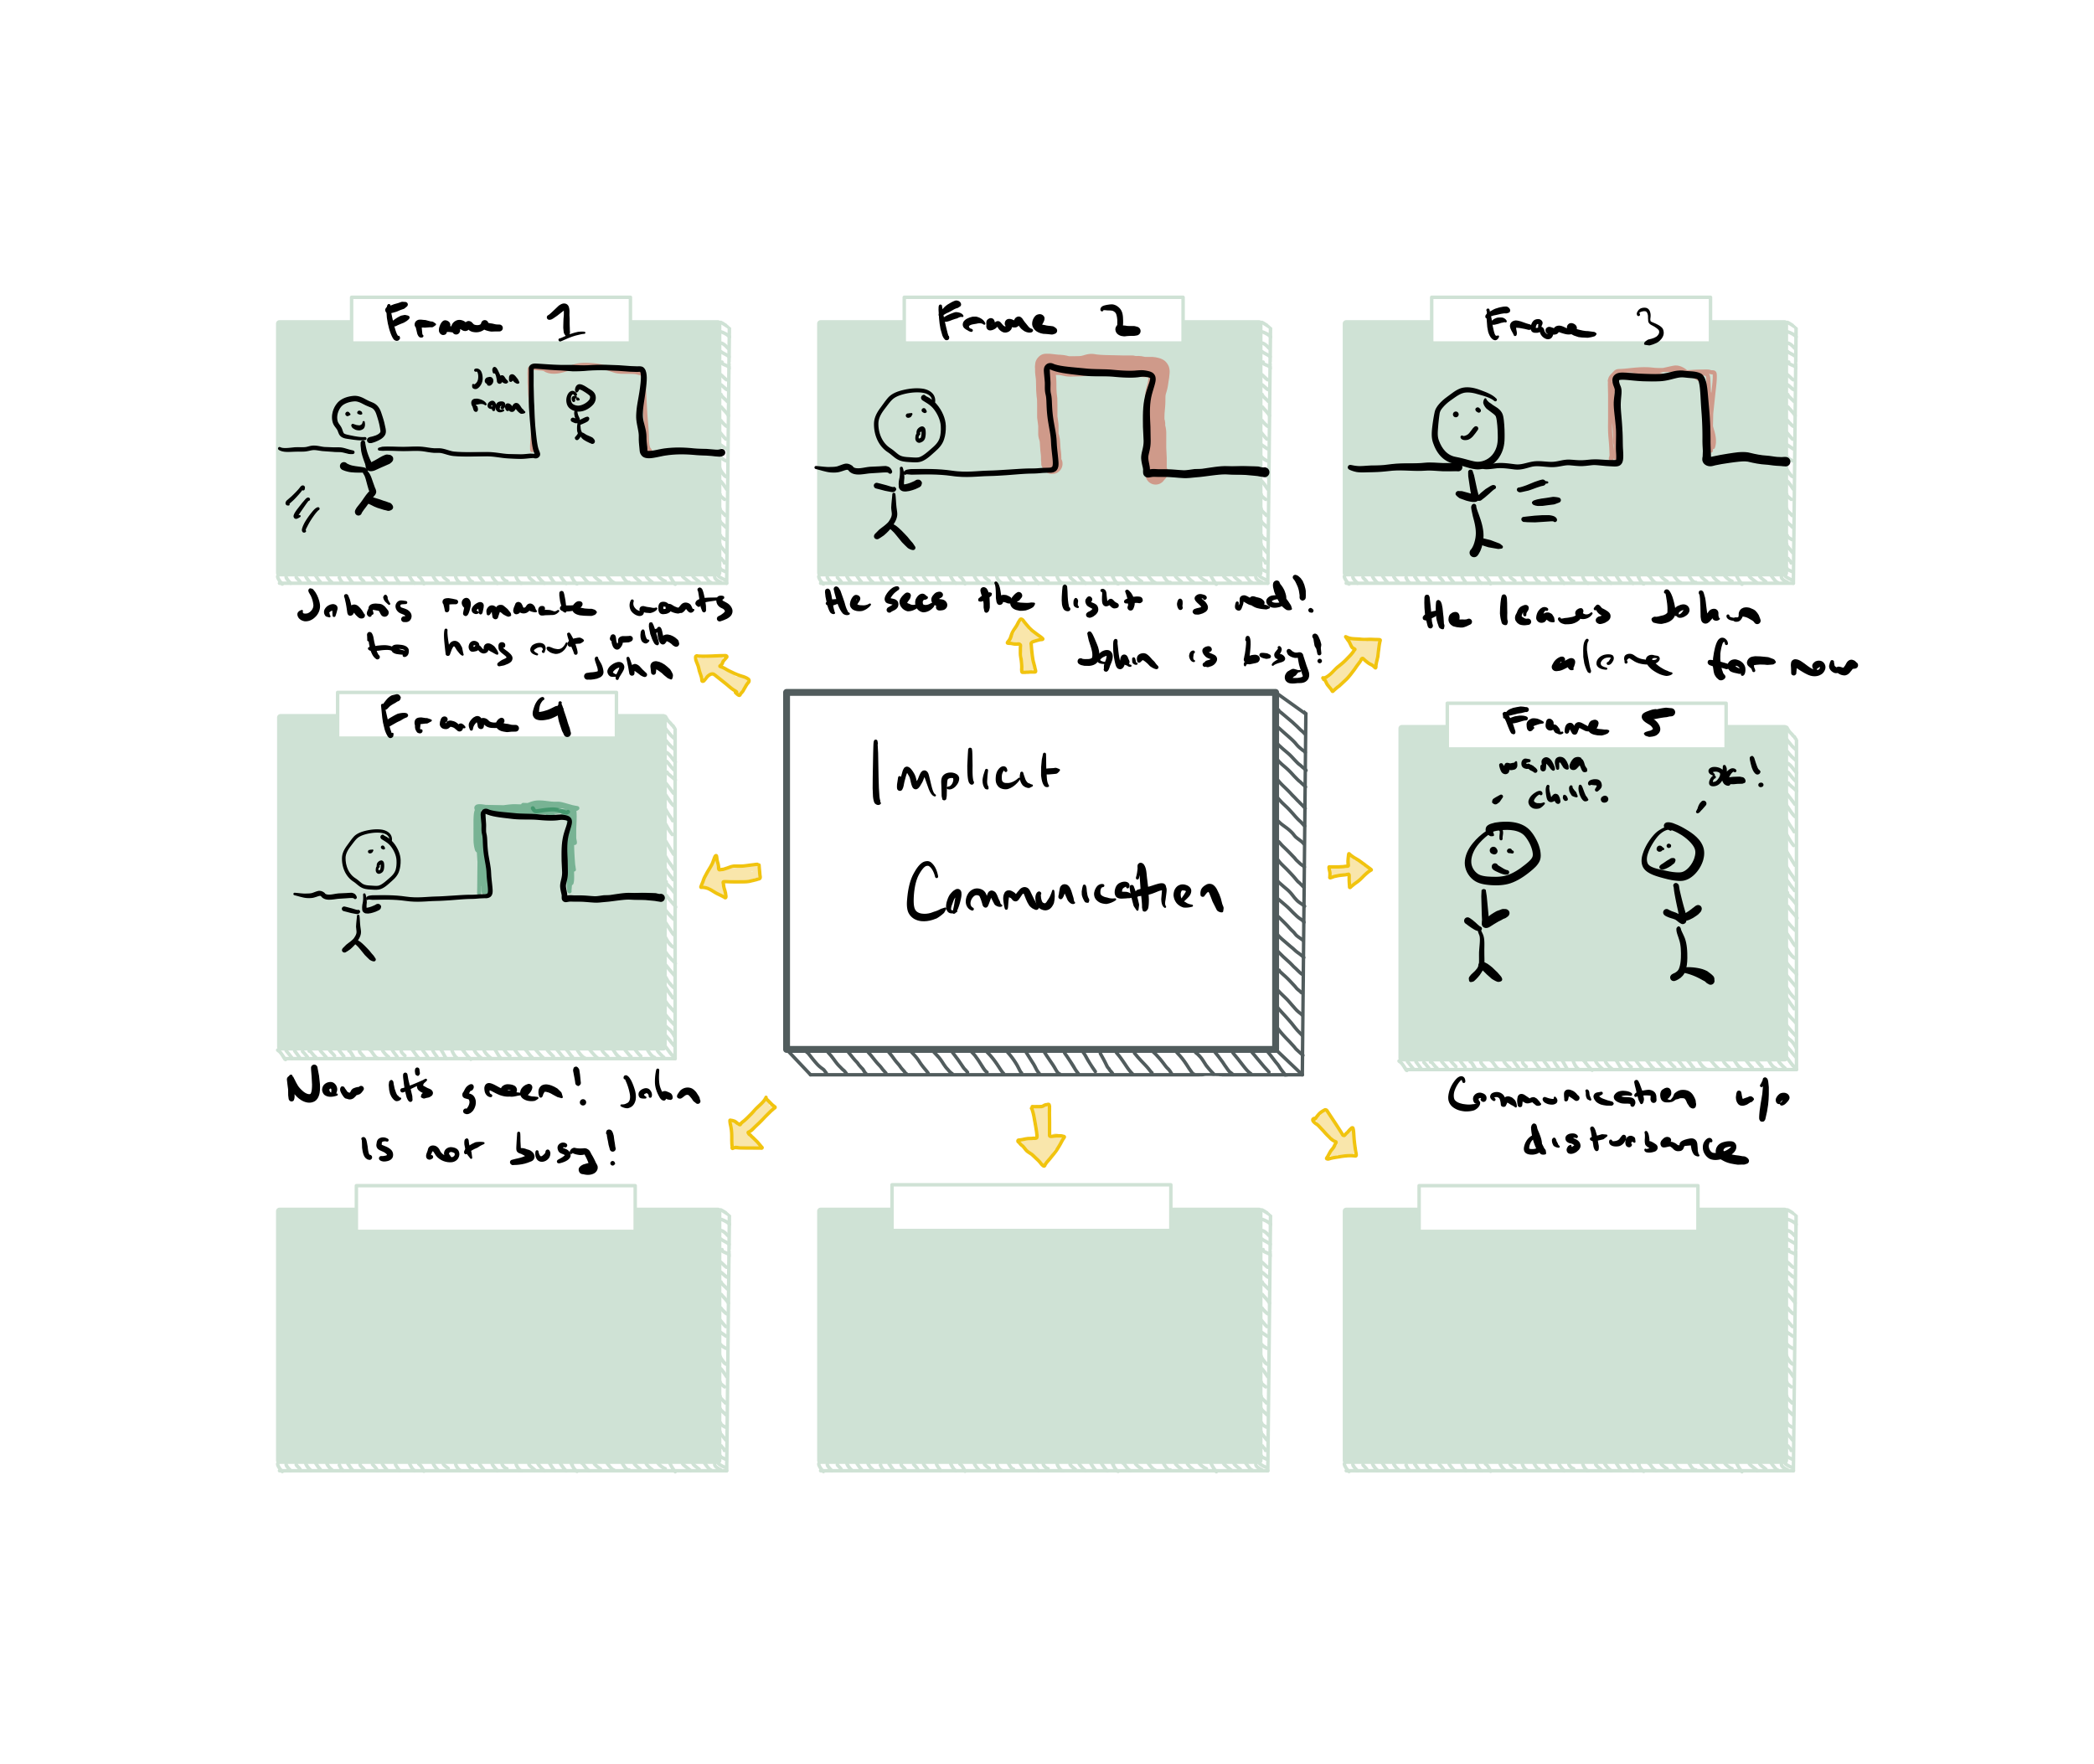 Frame 1
John
room
John's roommate wants
to hang out with
John
Frame 2
He sees the light is red!
John is busy!
Frame 3
He leaves John
alone for now
Implicit
Communication
Frame 4
Now it's green! John
is not busy!
Frame 5
wanna
chill?
ya!
Communication w/o
disturbance